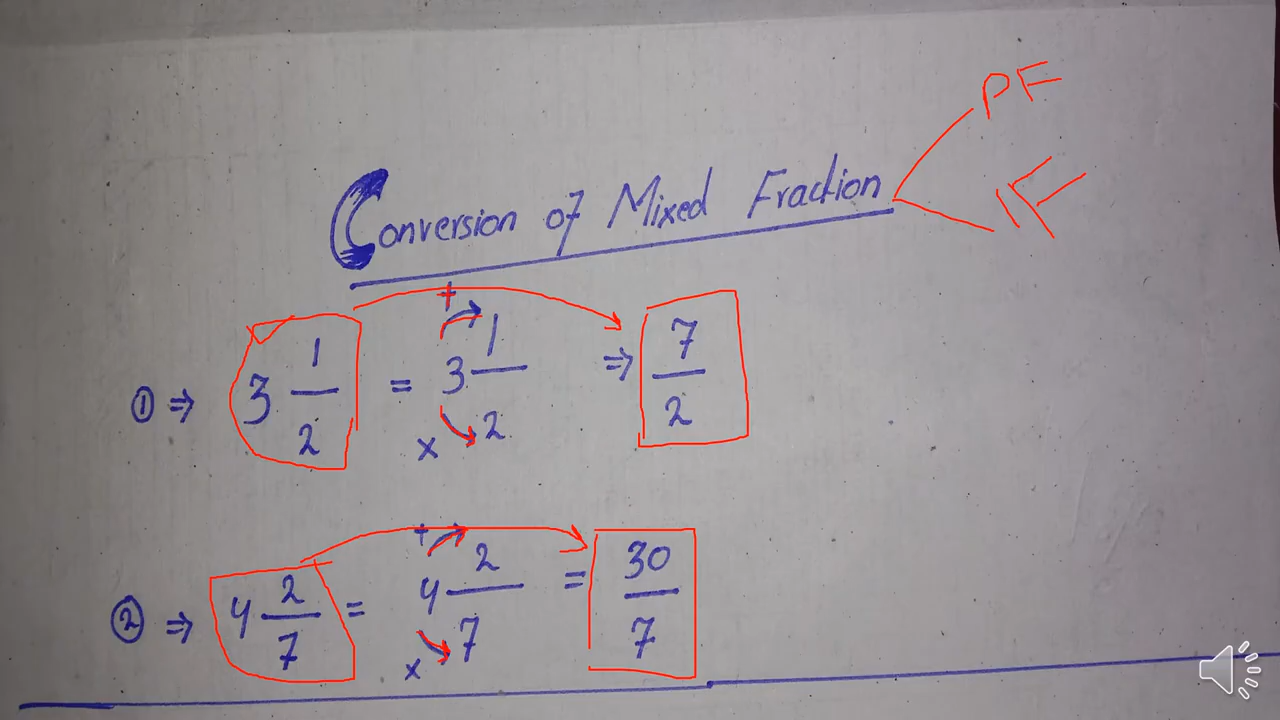 PF
Conversion of Mixed Fraction
IF
① ⇒ 3 1/2 = 3 1/2 ⇒ 7/2
+
x
② ⇒ 4 2/7 = 4 2/7 = 30/7
+
x